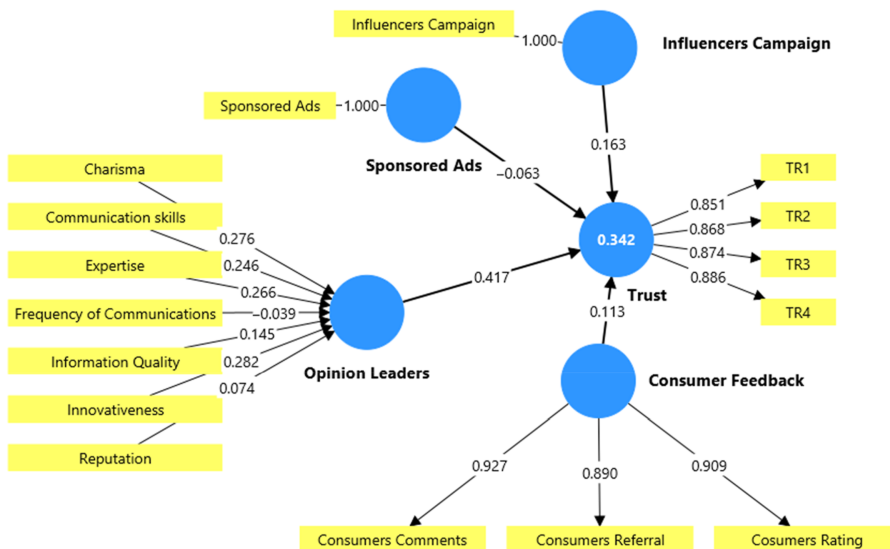 Influencers Campaign
1.000
Influencers Campaign
Sponsored Ads
1.000
Sponsored Ads
0.163
−0.063
Charisma
Communication skills
Expertise
Frequency of Communications
Information Quality
Innovativeness
Reputation
0.276
0.246
0.266
−0.039
0.145
0.282
0.074
Opinion Leaders
0.417
0.342
Trust
0.851
0.868
0.874
0.886
TR1
TR2
TR3
TR4
0.113
Consumer Feedback
0.927
0.890
0.909
Consumers Comments
Consumers Referral
Cosumers Rating